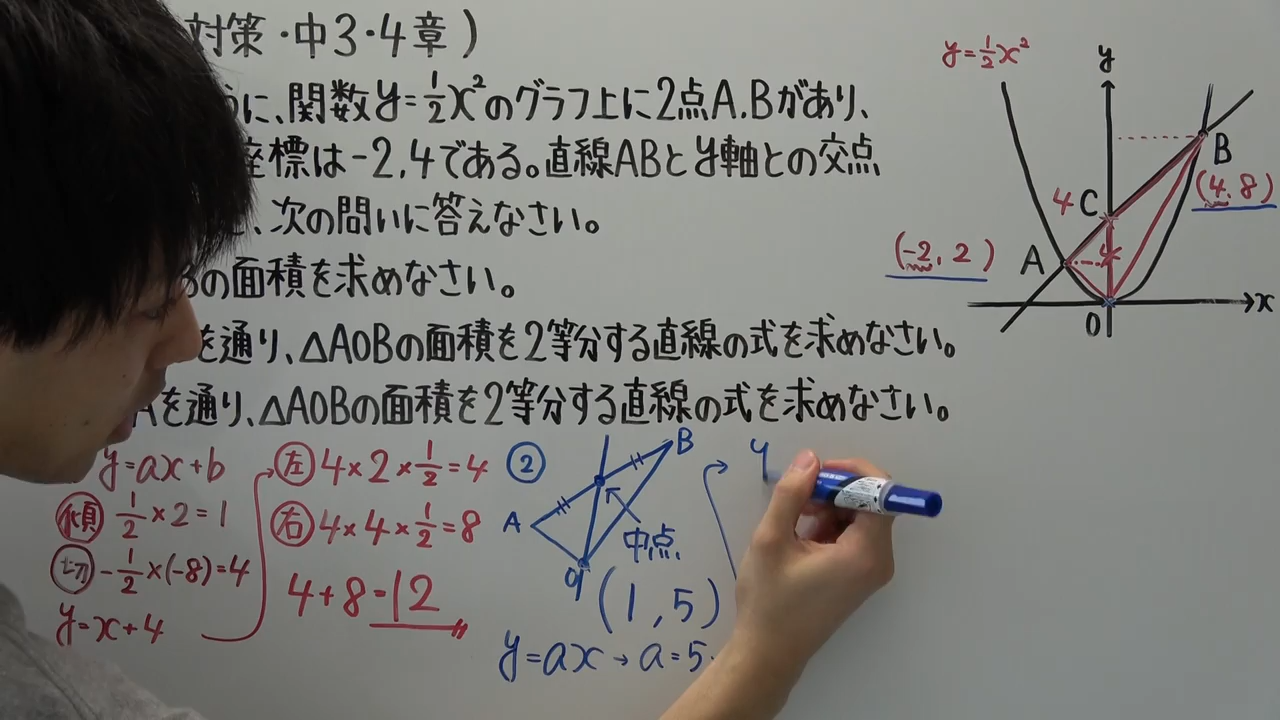 対策・中3・4章)
に、関数y=1/2x²のグラフ上に2点A.Bがあり、
座標は-2,4である。直線ABとy軸との交点
、次の問いに答えなさい。
Bの面積を求めなさい。
を通り、△AOBの面積を2等分する直線の式を求めなさい。
Aを通り、△AOBの面積を2等分する直線の式を求めなさい。
y=1/2x²
y
B
(4,8)
4
C
4
A
(-2,2)
O
x
y=ax+b
傾 1/2×2=1
切 -1/2×(-8)=4
y=x+4
左 4×2×1/2=4
右 4×4×1/2=8
4+8=12
②
B
A
O
中点
(1,5)
y=ax→a=5
y